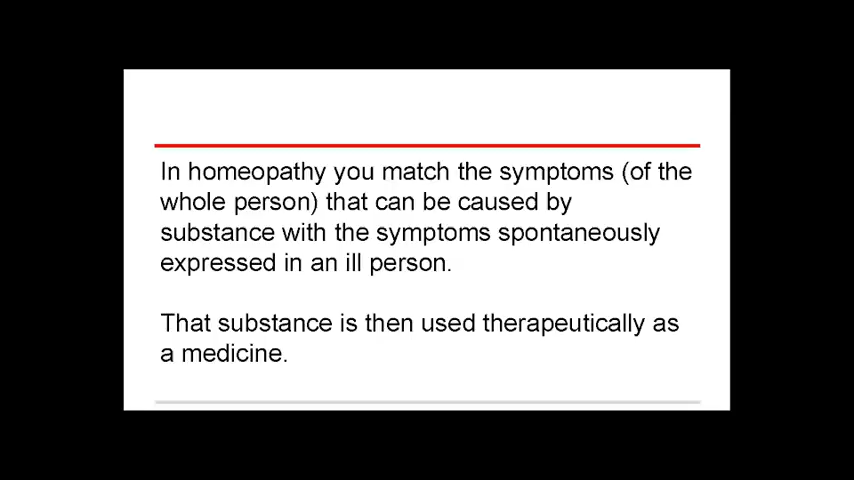 In homeopathy you match the symptoms (of the
whole person) that can be caused by
substance with the symptoms spontaneously
expressed in an ill person.
That substance is then used therapeutically as
a medicine.